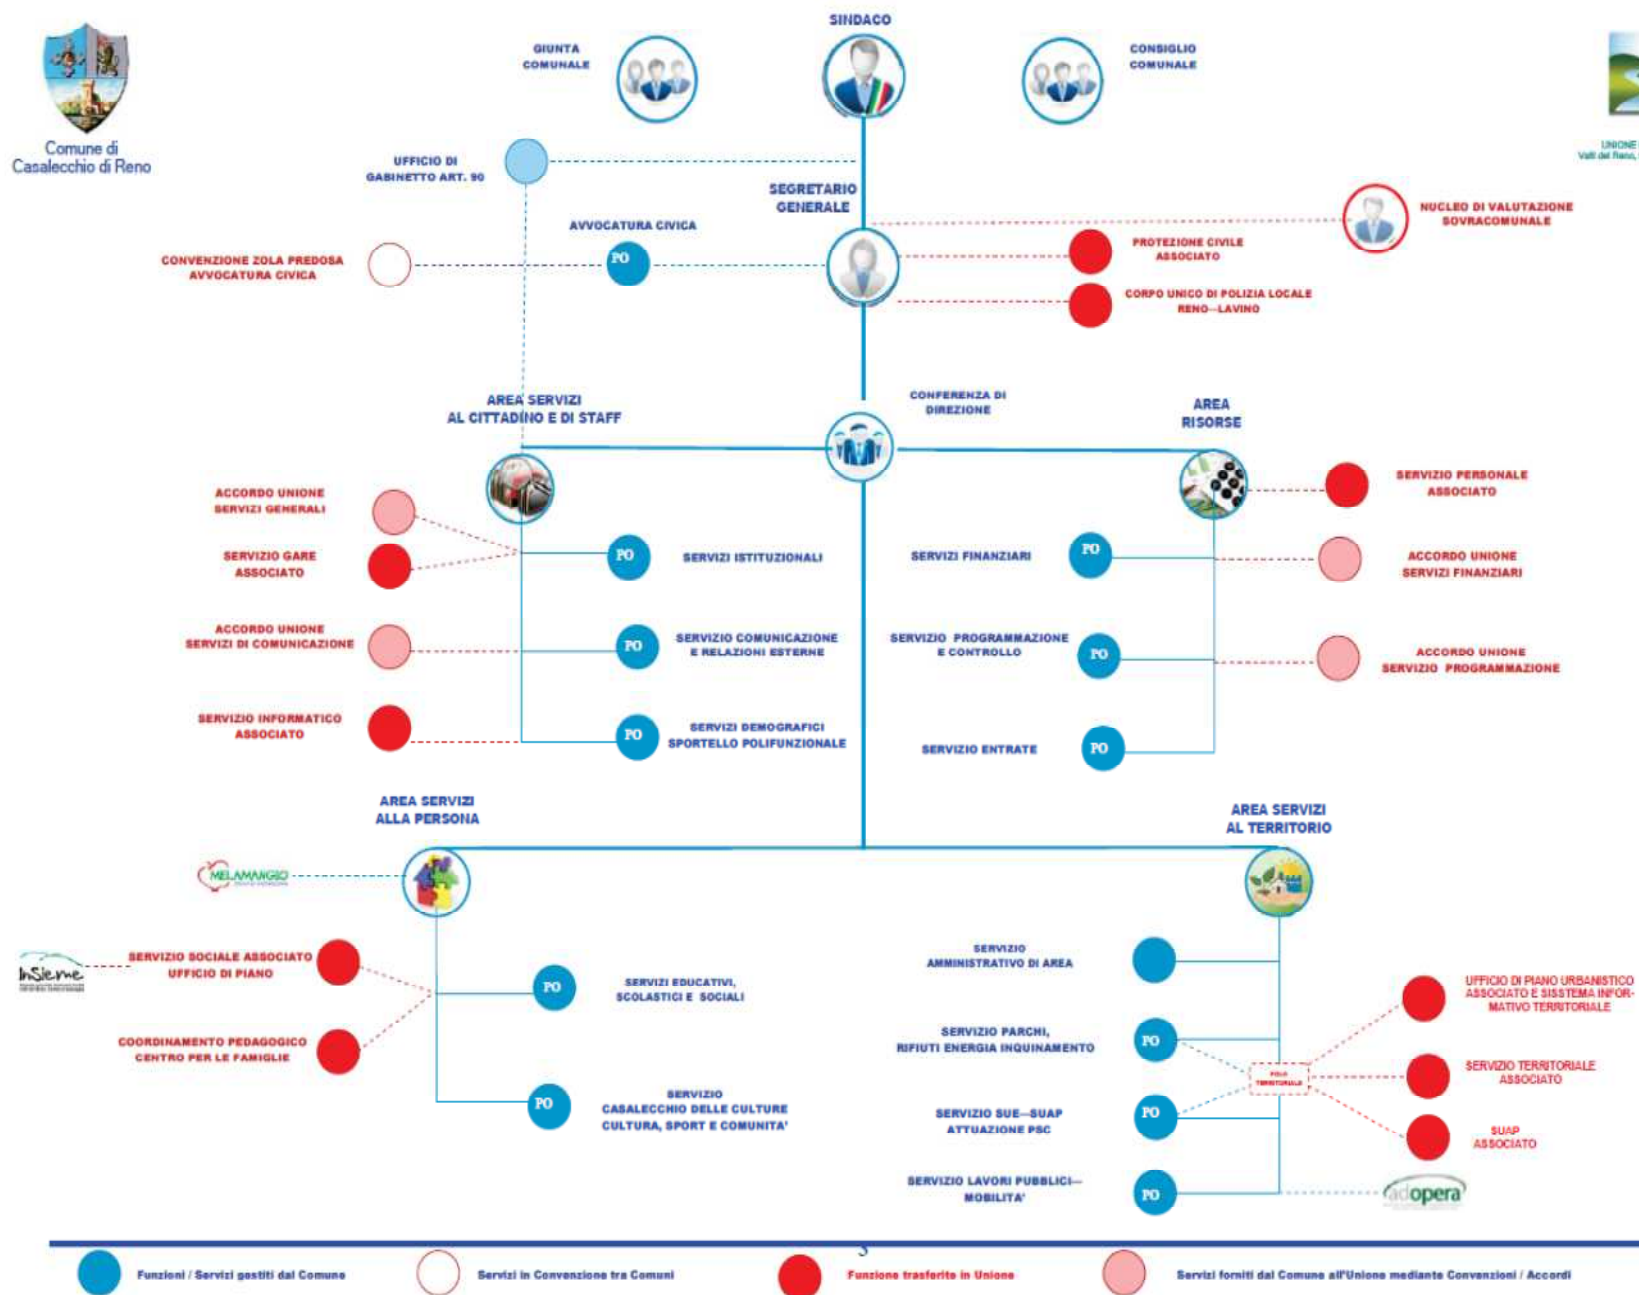 SINDACO
GIUNTA
COMUNALE
CONSIGLIO
COMUNALE
Comune di
Casalecchio di Reno
UNIONE
Valli del Reno,
UFFICIO DI
GABINETTO ART. 90
SEGRETARIO
GENERALE
NUCLEO DI VALUTAZIONE
SOVRACOMUNALE
AVVOCATURA CIVICA
PO
CONVENZIONE ZOLA PREDOSA
AVVOCATURA CIVICA
PROTEZIONE CIVILE
ASSOCIATO
CORPO UNICO DI POLIZIA LOCALE
RENO—LAVINO
AREA SERVIZI
AL CITTADINO E DI STAFF
CONFERENZA DI
DIREZIONE
AREA
RISORSE
ACCORDO UNIONE
SERVIZI GENERALI
SERVIZIO GARE
ASSOCIATO
PO
SERVIZI ISTITUZIONALI
SERVIZI FINANZIARI
PO
SERVIZIO PERSONALE
ASSOCIATO
ACCORDO UNIONE
SERVIZI FINANZIARI
ACCORDO UNIONE
SERVIZI DI COMUNICAZIONE
PO
SERVIZIO COMUNICAZIONE
E RELAZIONI ESTERNE
SERVIZIO PROGRAMMAZIONE
E CONTROLLO
PO
ACCORDO UNIONE
SERVIZIO PROGRAMMAZIONE
SERVIZIO INFORMATICO
ASSOCIATO
PO
SERVIZI DEMOGRAFICI
SPORTELLO POLIFUNZIONALE
SERVIZIO ENTRATE
PO
AREA SERVIZI
ALLA PERSONA
AREA SERVIZI
AL TERRITORIO
MELAMANGIO
InSieme
SERVIZIO SOCIALE ASSOCIATO
UFFICIO DI PIANO
COORDINAMENTO PEDAGOGICO
CENTRO PER LE FAMIGLIE
PO
SERVIZI EDUCATIVI,
SCOLASTICI E SOCIALI
PO
SERVIZIO
CASALECCHIO DELLE CULTURE
CULTURA, SPORT E COMUNITA'
SERVIZIO
AMMINISTRATIVO DI AREA
SERVIZIO PARCHI,
RIFIUTI ENERGIA INQUINAMENTO
PO
SERVIZIO SUE—SUAP
ATTUAZIONE PSC
PO
SERVIZIO LAVORI PUBBLICI—
MOBILITA'
PO
POLO
TERRITORIALE
UFFICIO DI PIANO URBANISTICO
ASSOCIATO E SISSTEMA INFOR-
MATIVO TERRITORIALE
SERVIZIO TERRITORIALE
ASSOCIATO
SUAP
ASSOCIATO
adopera
Funzioni / Servizi gestiti dal Comune
Servizi in Convenzione tra Comuni
Funzione trasferite in Unione
Servizi forniti dal Comune all'Unione mediante Convenzioni / Accordi